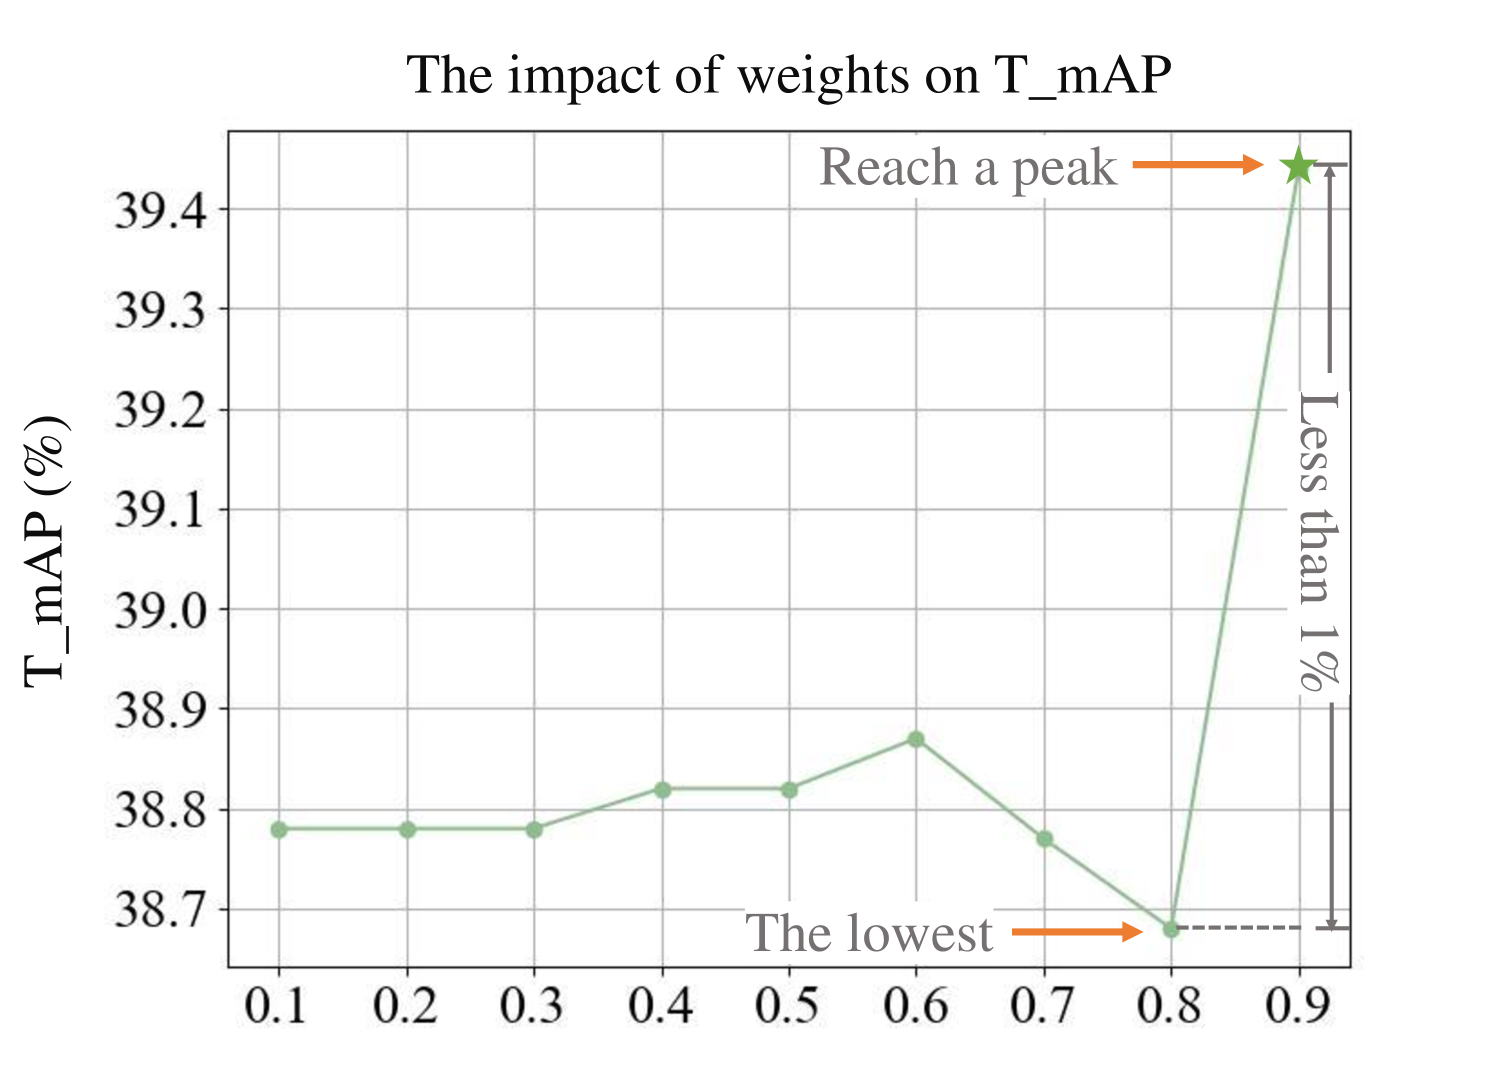 The impact of weights on T_mAP
Reach a peak
39.4
39.3
39.2
39.1
39.0
38.9
38.8
38.7
T_mAP (%)
Less than 1%
The lowest
0.1 0.2 0.3 0.4 0.5 0.6 0.7 0.8 0.9